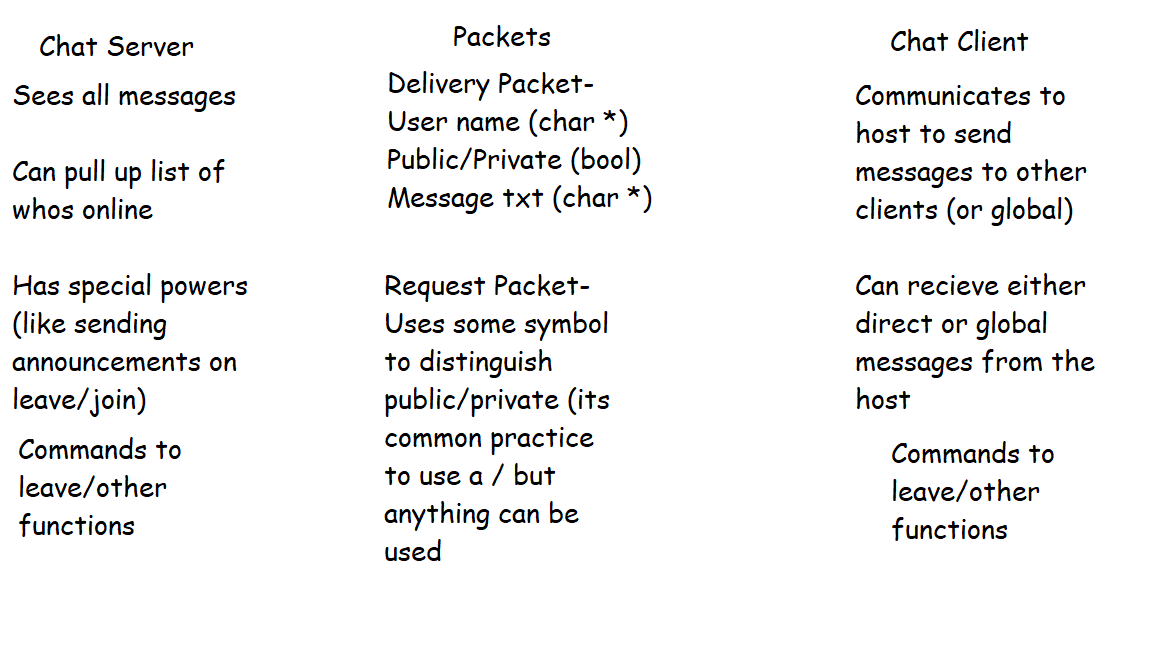 Chat Server
Sees all messages
Can pull up list of
whos online
Has special powers
(like sending
announcements on
leave/join)
Commands to
leave/other
functions
Packets
Delivery Packet-
User name (char *)
Public/Private (bool)
Message txt (char *)
Request Packet-
Uses some symbol
to distinguish
public/private (its
common practice
to use a / but
anything can be
used
Chat Client
Communicates to
host to send
messages to other
clients (or global)
Can recieve either
direct or global
messages from the
host
Commands to
leave/other
functions